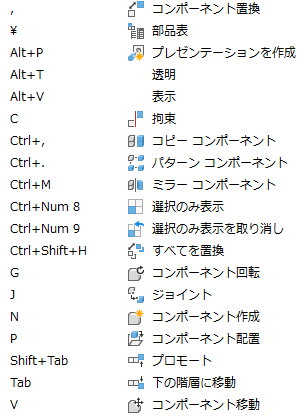 , コンポーネント置換
¥ 部品表
Alt+P プレゼンテーションを作成
Alt+T 透明
Alt+V 表示
C 拘束
Ctrl+, コピー コンポーネント
Ctrl+. パターン コンポーネント
Ctrl+M ミラー コンポーネント
Ctrl+Num 8 選択のみ表示
Ctrl+Num 9 選択のみ表示を取り消し
Ctrl+Shift+H すべてを置換
G コンポーネント回転
J ジョイント
N コンポーネント作成
P コンポーネント配置
Shift+Tab プロモート
Tab 下の階層に移動
V コンポーネント移動